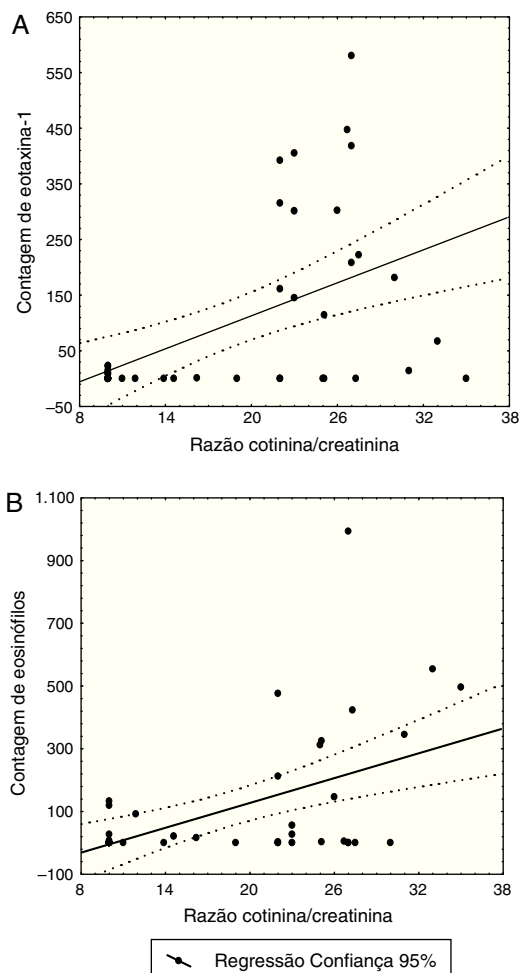 A
650
550
450
350
250
150
50
−50
Contagem de eotaxina-1
8 14 20 26 32 38
Razão cotinina/creatinina
B
1.100
900
700
500
300
100
−100
Contagem de eosinófilos
8 14 20 26 32 38
Razão cotinina/creatinina
Regressão Confiança 95%